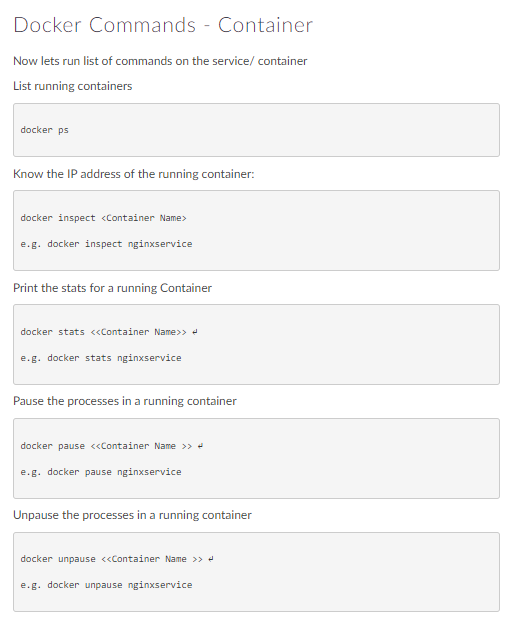 Docker Commands - Container
Now lets run list of commands on the service/ container
List running containers
docker ps
Know the IP address of the running container:
docker inspect <Container Name>
e.g. docker inspect nginxservice
Print the stats for a running Container
docker stats <<Container Name>> ↵
e.g. docker stats nginxservice
Pause the processes in a running container
docker pause <<Container Name >> ↵
e.g. docker pause nginxservice
Unpause the processes in a running container
docker unpause <<Container Name >> ↵
e.g. docker unpause nginxservice